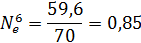 N_e^6 = 59,6/70 = 0,85